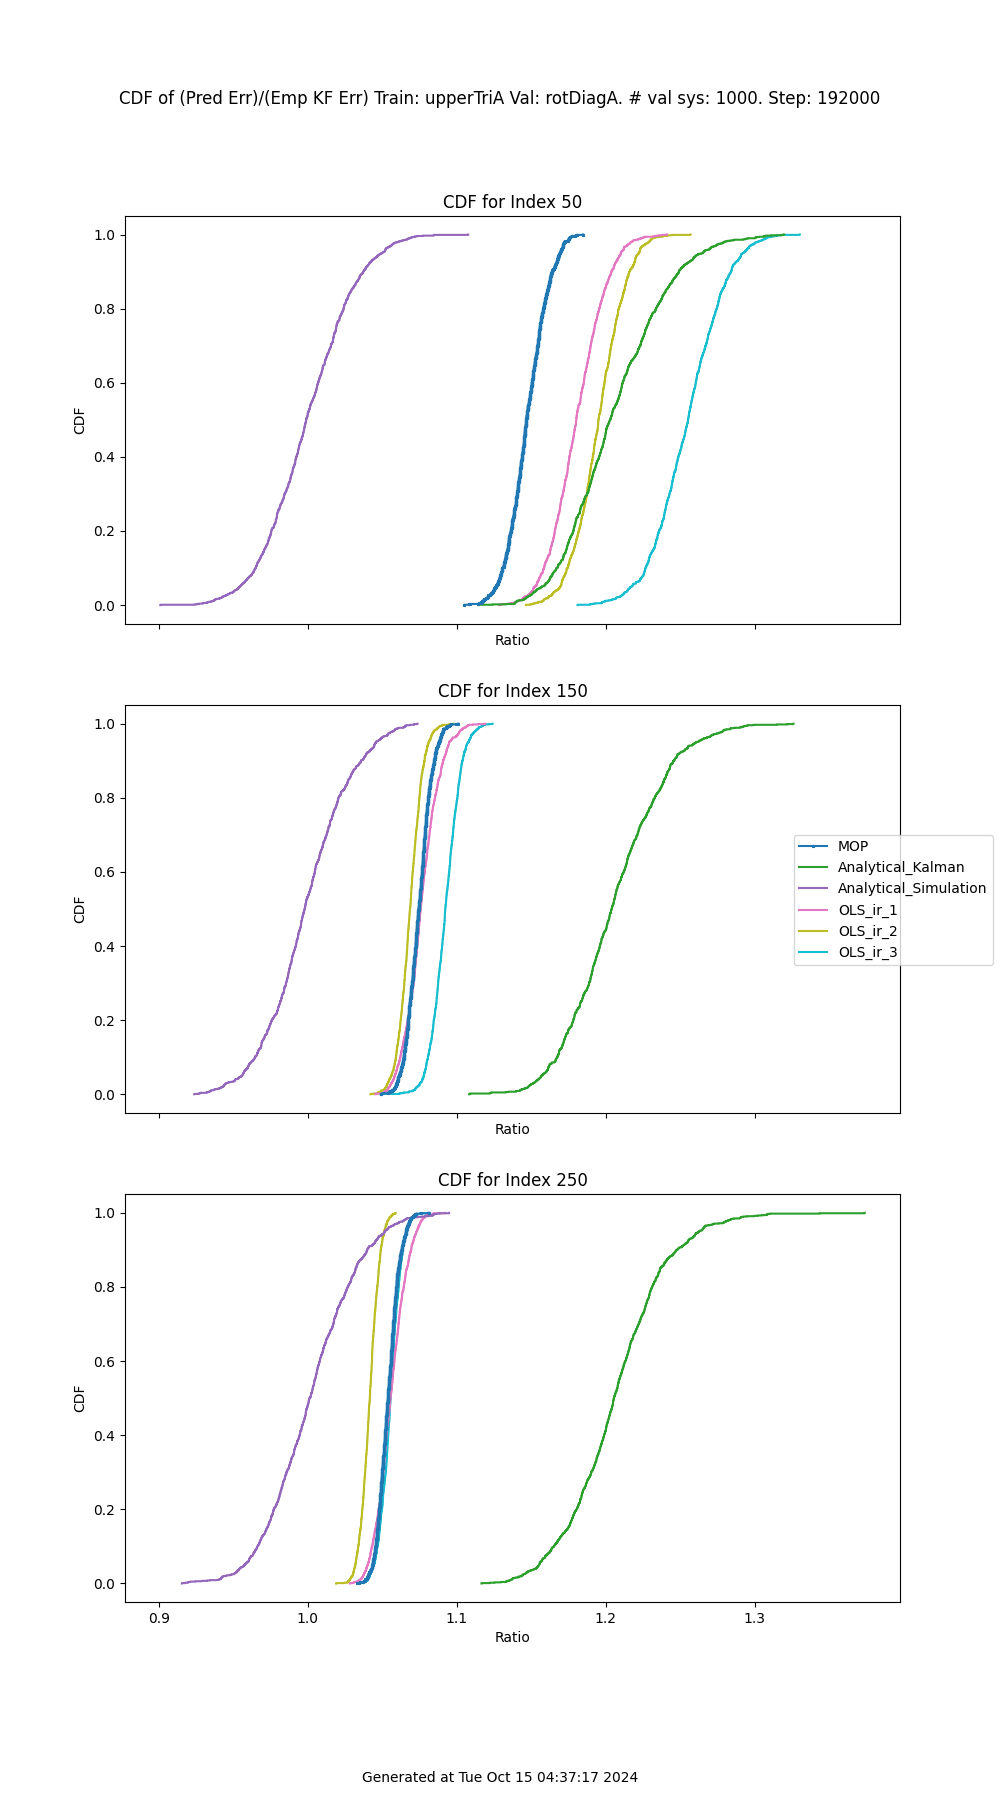 CDF of (Pred Err)/(Emp KF Err) Train: upperTriA Val: rotDiagA. # val sys: 1000. Step: 192000
CDF for Index 50
1.0
0.8
0.6
0.4
0.2
0.0
CDF
Ratio
CDF for Index 150
1.0
0.8
0.6
0.4
0.2
0.0
CDF
Ratio
MOP
Analytical_Kalman
Analytical_Simulation
OLS_ir_1
OLS_ir_2
OLS_ir_3
CDF for Index 250
1.0
0.8
0.6
0.4
0.2
0.0
CDF
0.9 1.0 1.1 1.2 1.3
Ratio
Generated at Tue Oct 15 04:37:17 2024